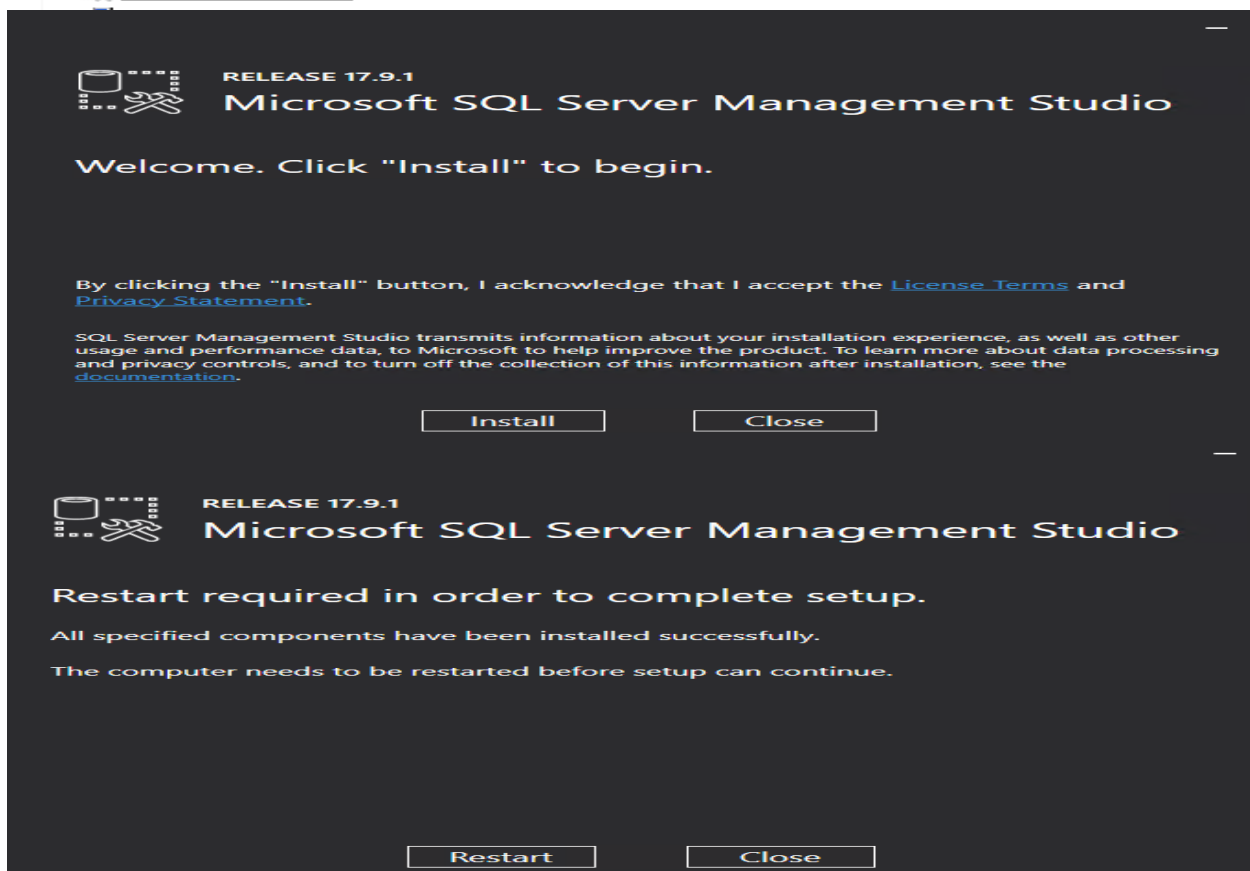 RELEASE 17.9.1
Microsoft SQL Server Management Studio
Welcome. Click "Install" to begin.
By clicking the "Install" button, I acknowledge that I accept the License Terms and
Privacy Statement.
SQL Server Management Studio transmits information about your installation experience, as well as other
usage and performance data, to Microsoft to help improve the product. To learn more about data processing
and privacy controls, and to turn off the collection of this information after installation, see the
documentation.
Install Close
RELEASE 17.9.1
Microsoft SQL Server Management Studio
Restart required in order to complete setup.
All specified components have been installed successfully.
The computer needs to be restarted before setup can continue.
Restart Close